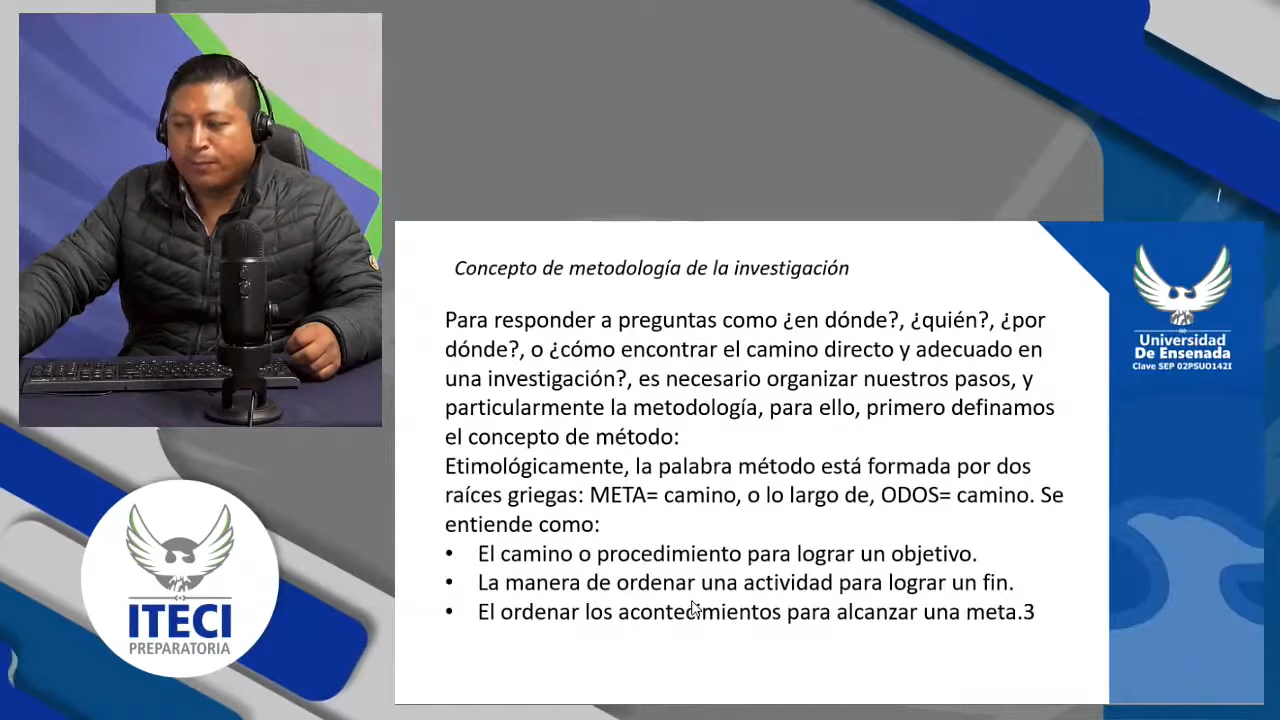 Concepto de metodología de la investigación
Para responder a preguntas como ¿en dónde?, ¿quién?, ¿por
dónde?, o ¿cómo encontrar el camino directo y adecuado en
una investigación?, es necesario organizar nuestros pasos, y
particularmente la metodología, para ello, primero definamos
el concepto de método:
Etimológicamente, la palabra método está formada por dos
raíces griegas: META= camino, o lo largo de, ODOS= camino. Se
entiende como:
• El camino o procedimiento para lograr un objetivo.
• La manera de ordenar una actividad para lograr un fin.
• El ordenar los acontecimientos para alcanzar una meta.3
Universidad
De Ensenada
Clave SEP 02PSU0142I
ITECI
PREPARATORIA